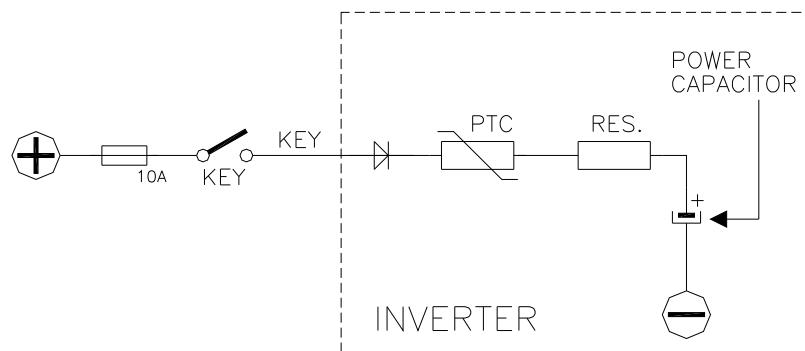 POWER
CAPACITOR
PTC
RES.
KEY
10A
KEY
+
INVERTER